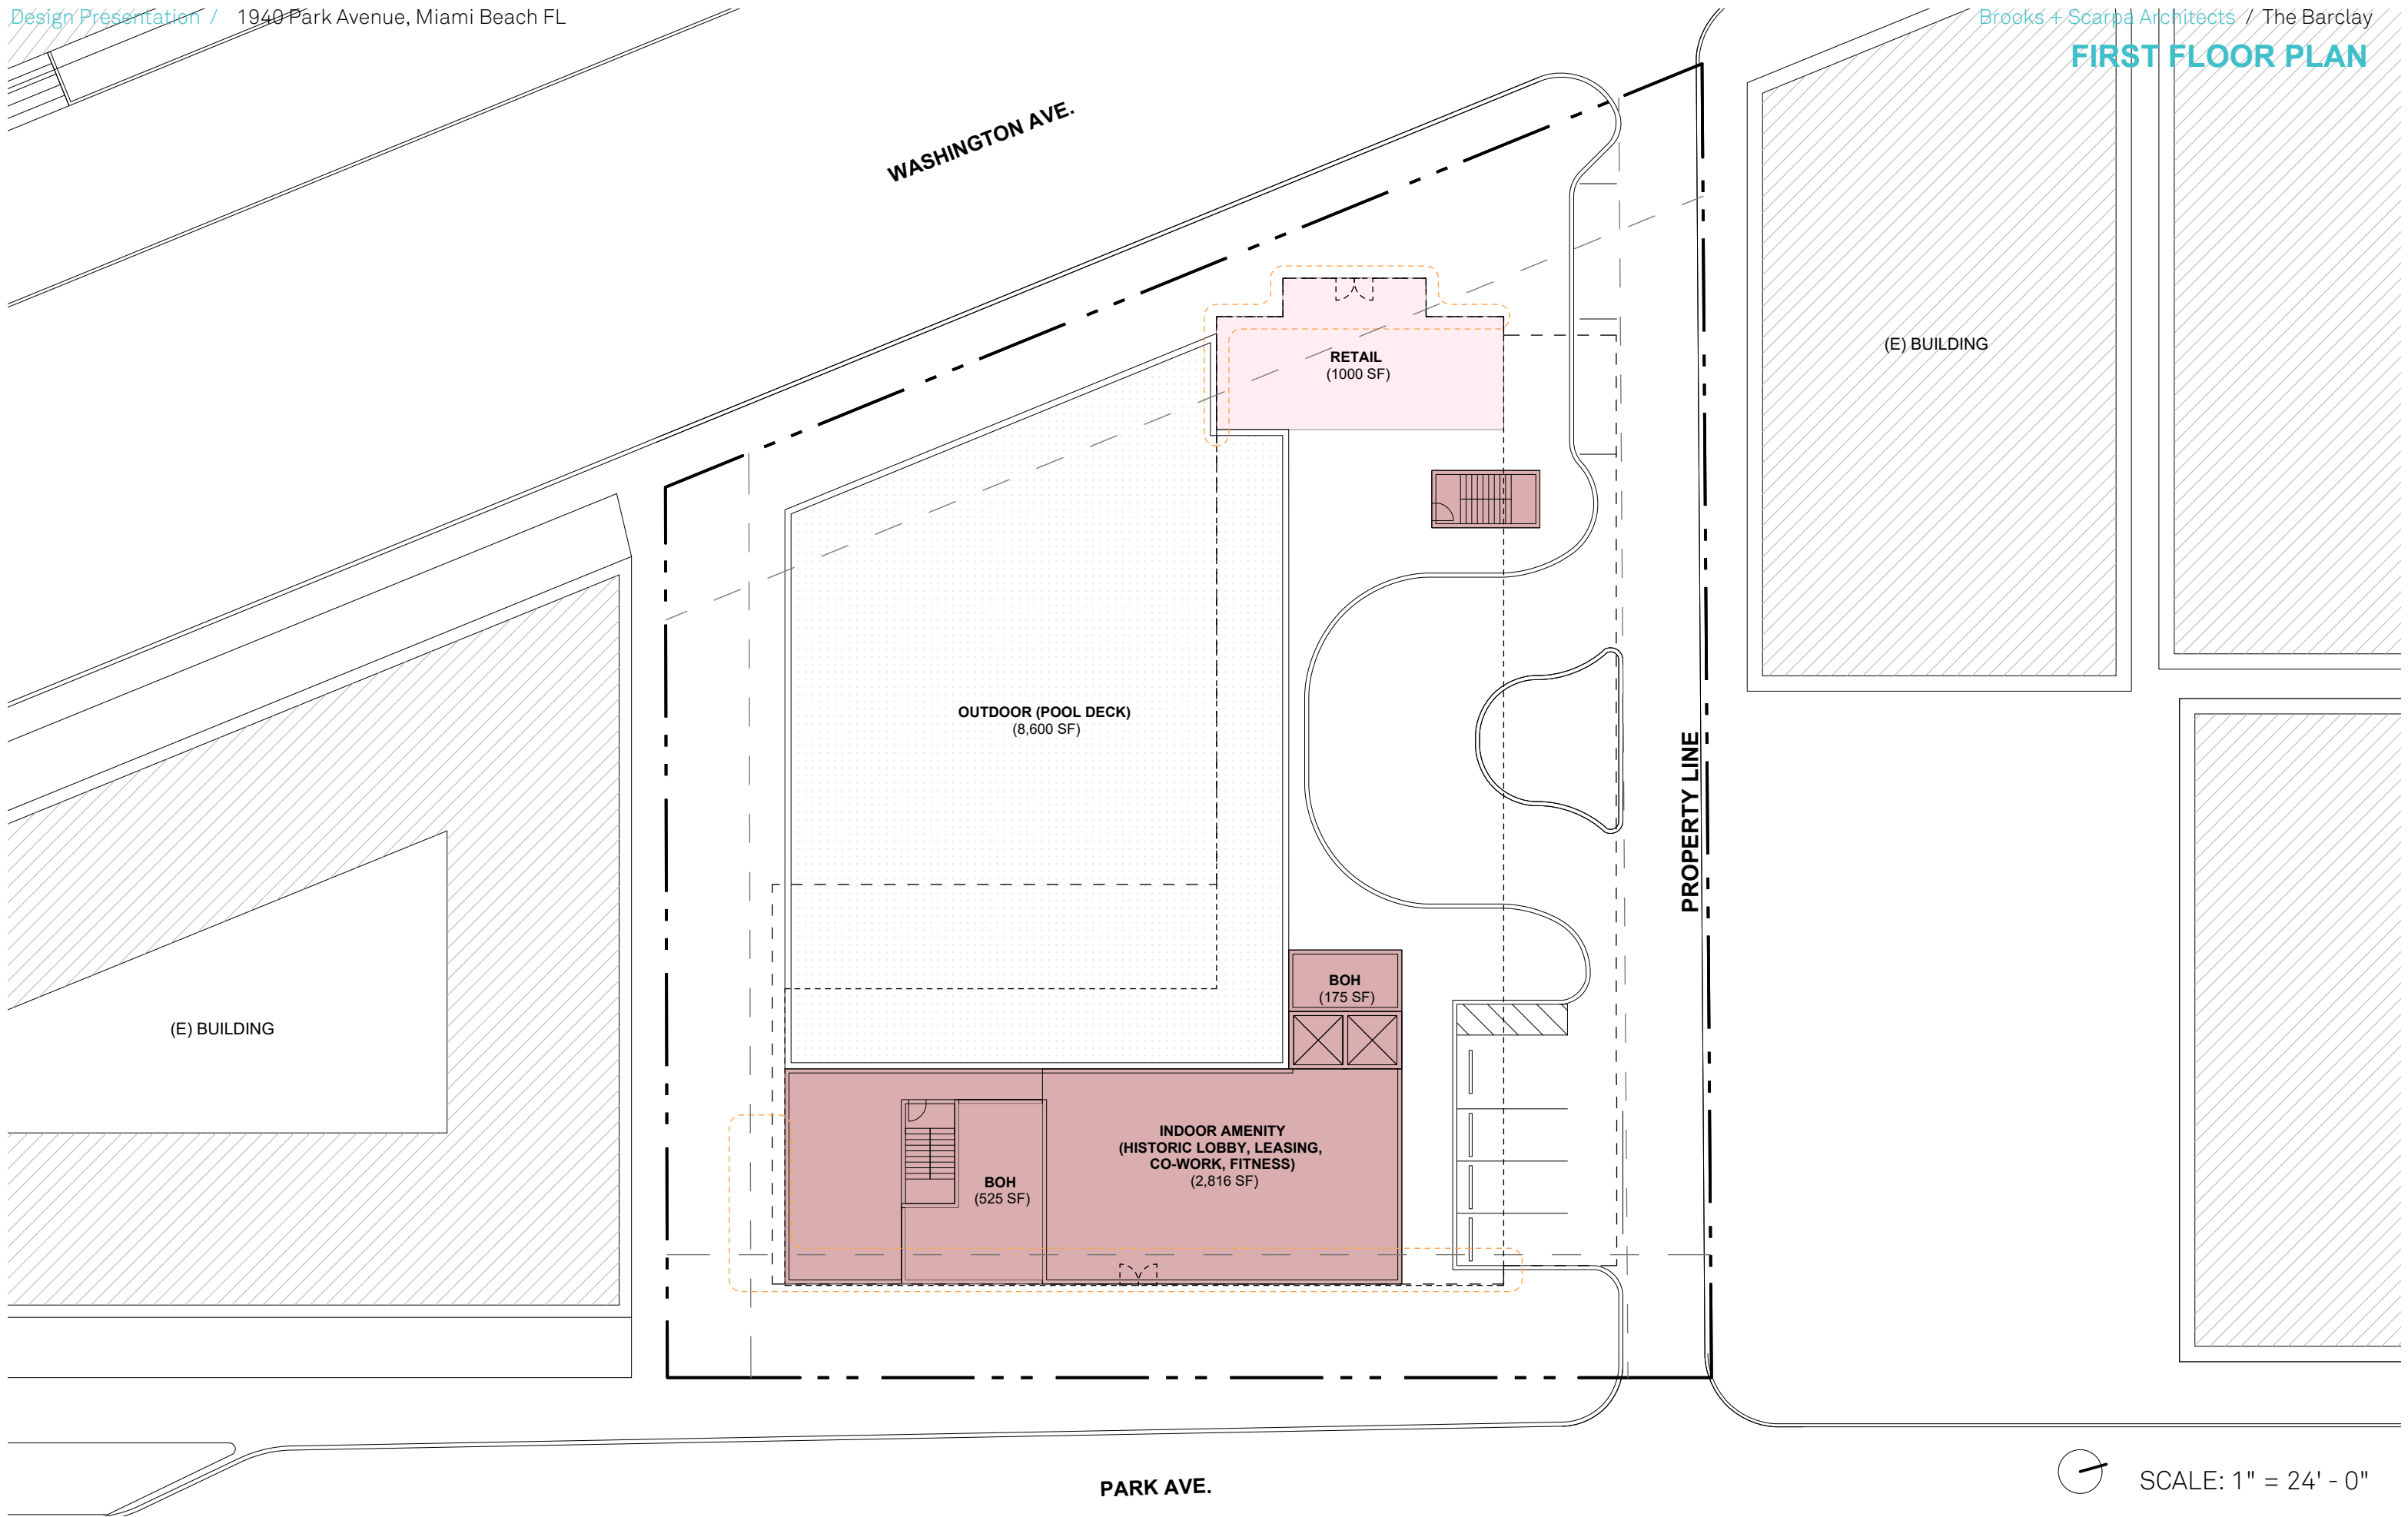 Design Presentation / 1940 Park Avenue, Miami Beach FL
Brooks + Scarpa Architects / The Barclay
FIRST FLOOR PLAN
WASHINGTON AVE.
(E) BUILDING
RETAIL
(1000 SF)
OUTDOOR (POOL DECK)
(8,600 SF)
PROPERTY LINE
BOH
(175 SF)
(E) BUILDING
INDOOR AMENITY
(HISTORIC LOBBY, LEASING,
CO-WORK, FITNESS)
(2,816 SF)
BOH
(525 SF)
PARK AVE.
SCALE: 1" = 24' - 0"